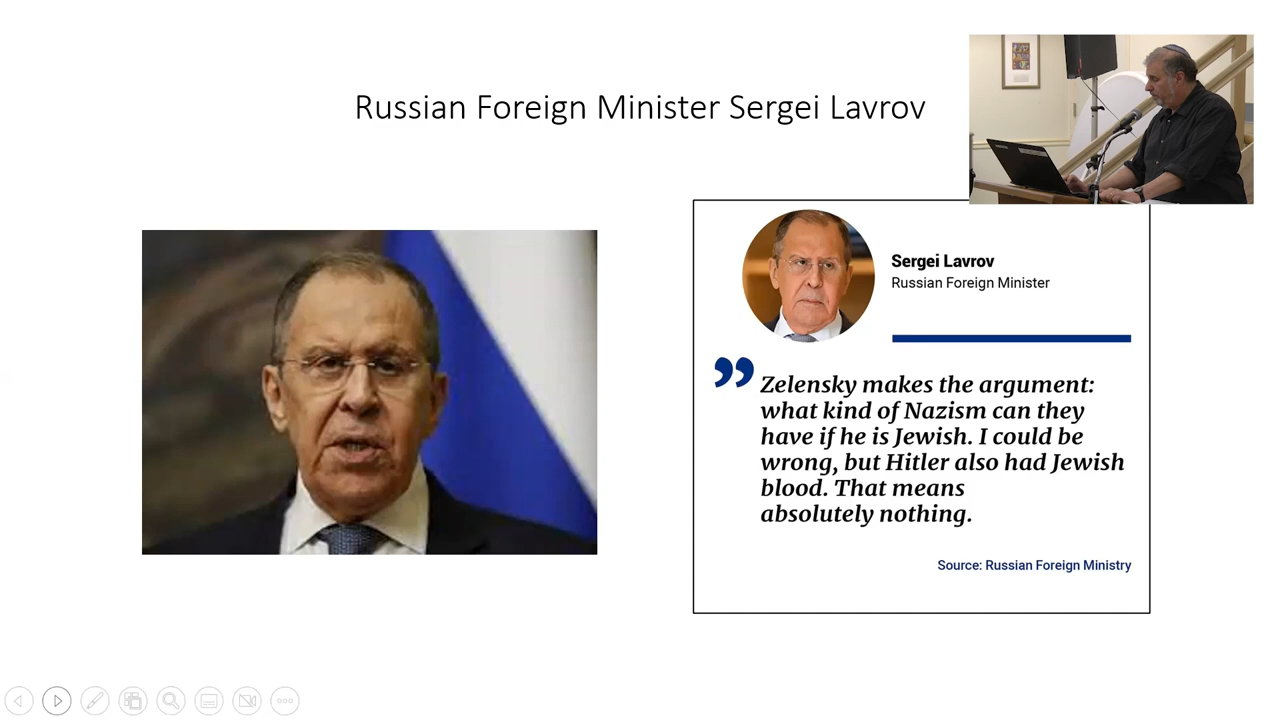 Russian Foreign Minister Sergei Lavrov
Sergei Lavrov
Russian Foreign Minister
Zelensky makes the argument:
what kind of Nazism can they
have if he is Jewish. I could be
wrong, but Hitler also had Jewish
blood. That means
absolutely nothing.
Source: Russian Foreign Ministry